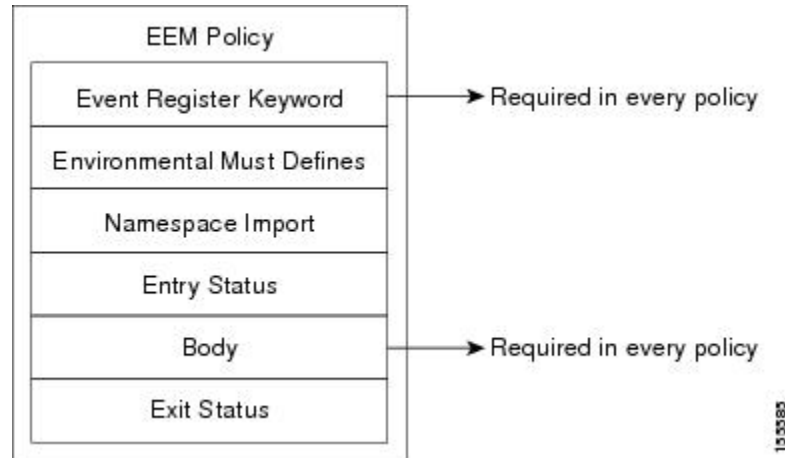 EEM Policy
Event Register Keyword
Required in every policy
Environmental Must Defines
Namespace Import
Entry Status
Body
Required in every policy
Exit Status
155585